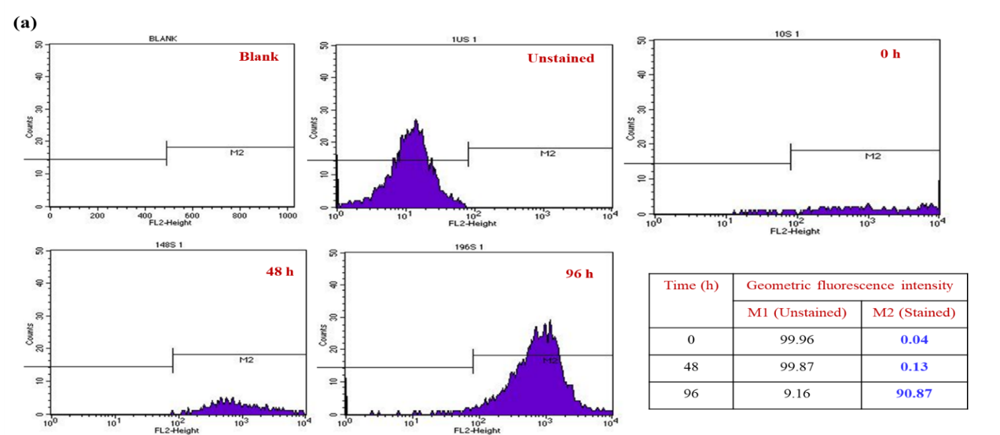 (a)
BLANK
Blank
Counts
50
40
30
20
10
0
M2
0 200 400 600 800 1000
FL2-Height
1US 1
Unstained
Counts
50
40
30
20
10
0
M2
10^0 10^1 10^2 10^3 10^4
FL2-Height
10S 1
0 h
Counts
50
40
30
20
10
0
M2
10^0 10^1 10^2 10^3 10^4
FL2-Height
148S 1
48 h
Counts
50
40
30
20
10
0
M2
10^0 10^1 10^2 10^3 10^4
FL2-Height
196S 1
96 h
Counts
50
40
30
20
10
0
M2
10^0 10^1 10^2 10^3 10^4
FL2-Height
Time (h) Geometric fluorescence intensity
M1 (Unstained) M2 (Stained)
0 99.96 0.04
48 99.87 0.13
96 9.16 90.87